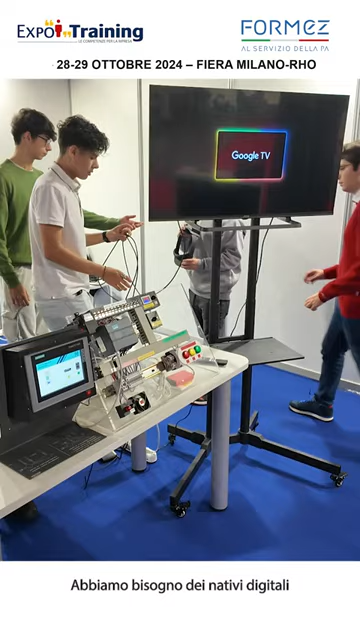 EXPO Training
LE COMPETENZE PER LA IMPRESA
FORMEZ
AL SERVIZIO DELLA PA
28-29 OTTOBRE 2024 – FIERA MILANO-RHO
Google TV
Abbiamo bisogno dei nativi digitali